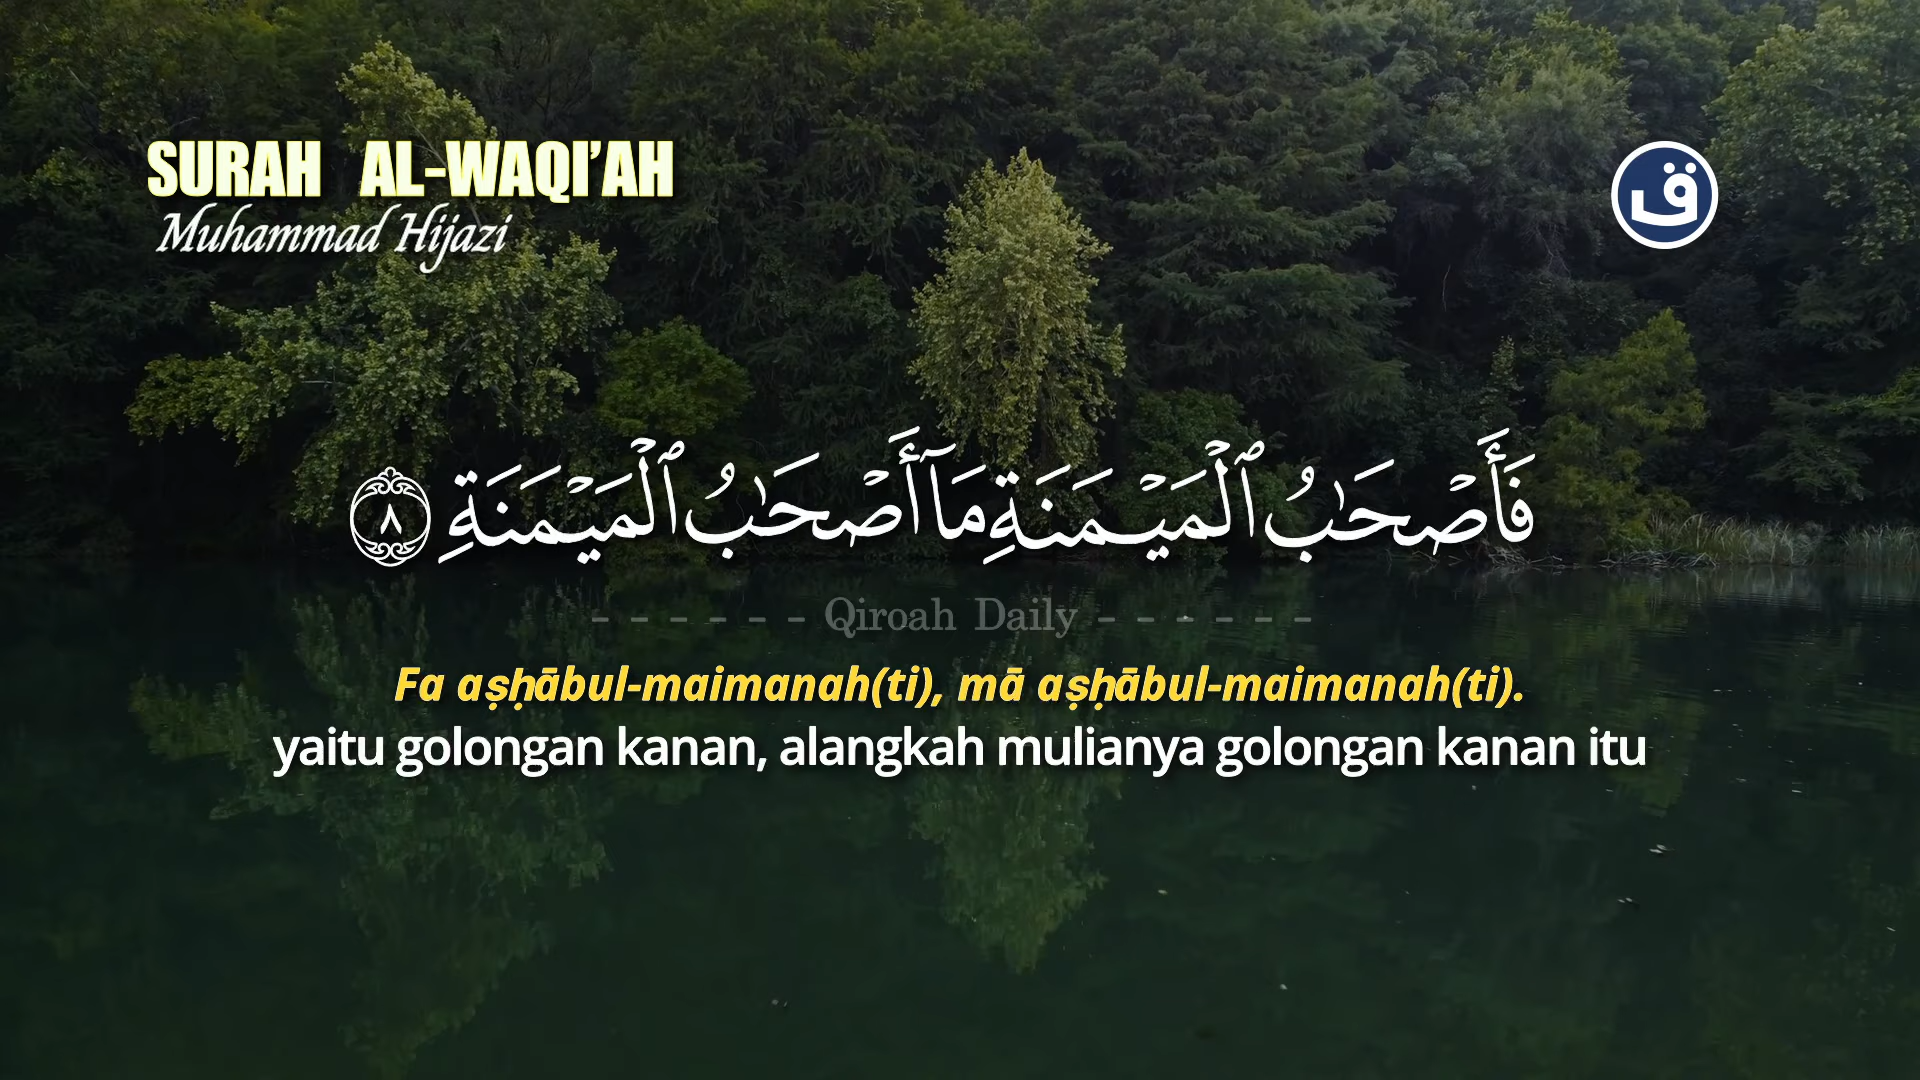 SURAH AL-WAQI'AH
Muhammad Hijazi
ق
فَأَصْحَٰبُ ٱلْمَيْمَنَةِ مَآ أَصْحَٰبُ ٱلْمَيْمَنَةِ ٨
- - - - - - Qiroah Daily - - - - - -
Fa aṣḥābul-maimanah(ti), mā aṣḥābul-maimanah(ti).
yaitu golongan kanan, alangkah mulianya golongan kanan itu